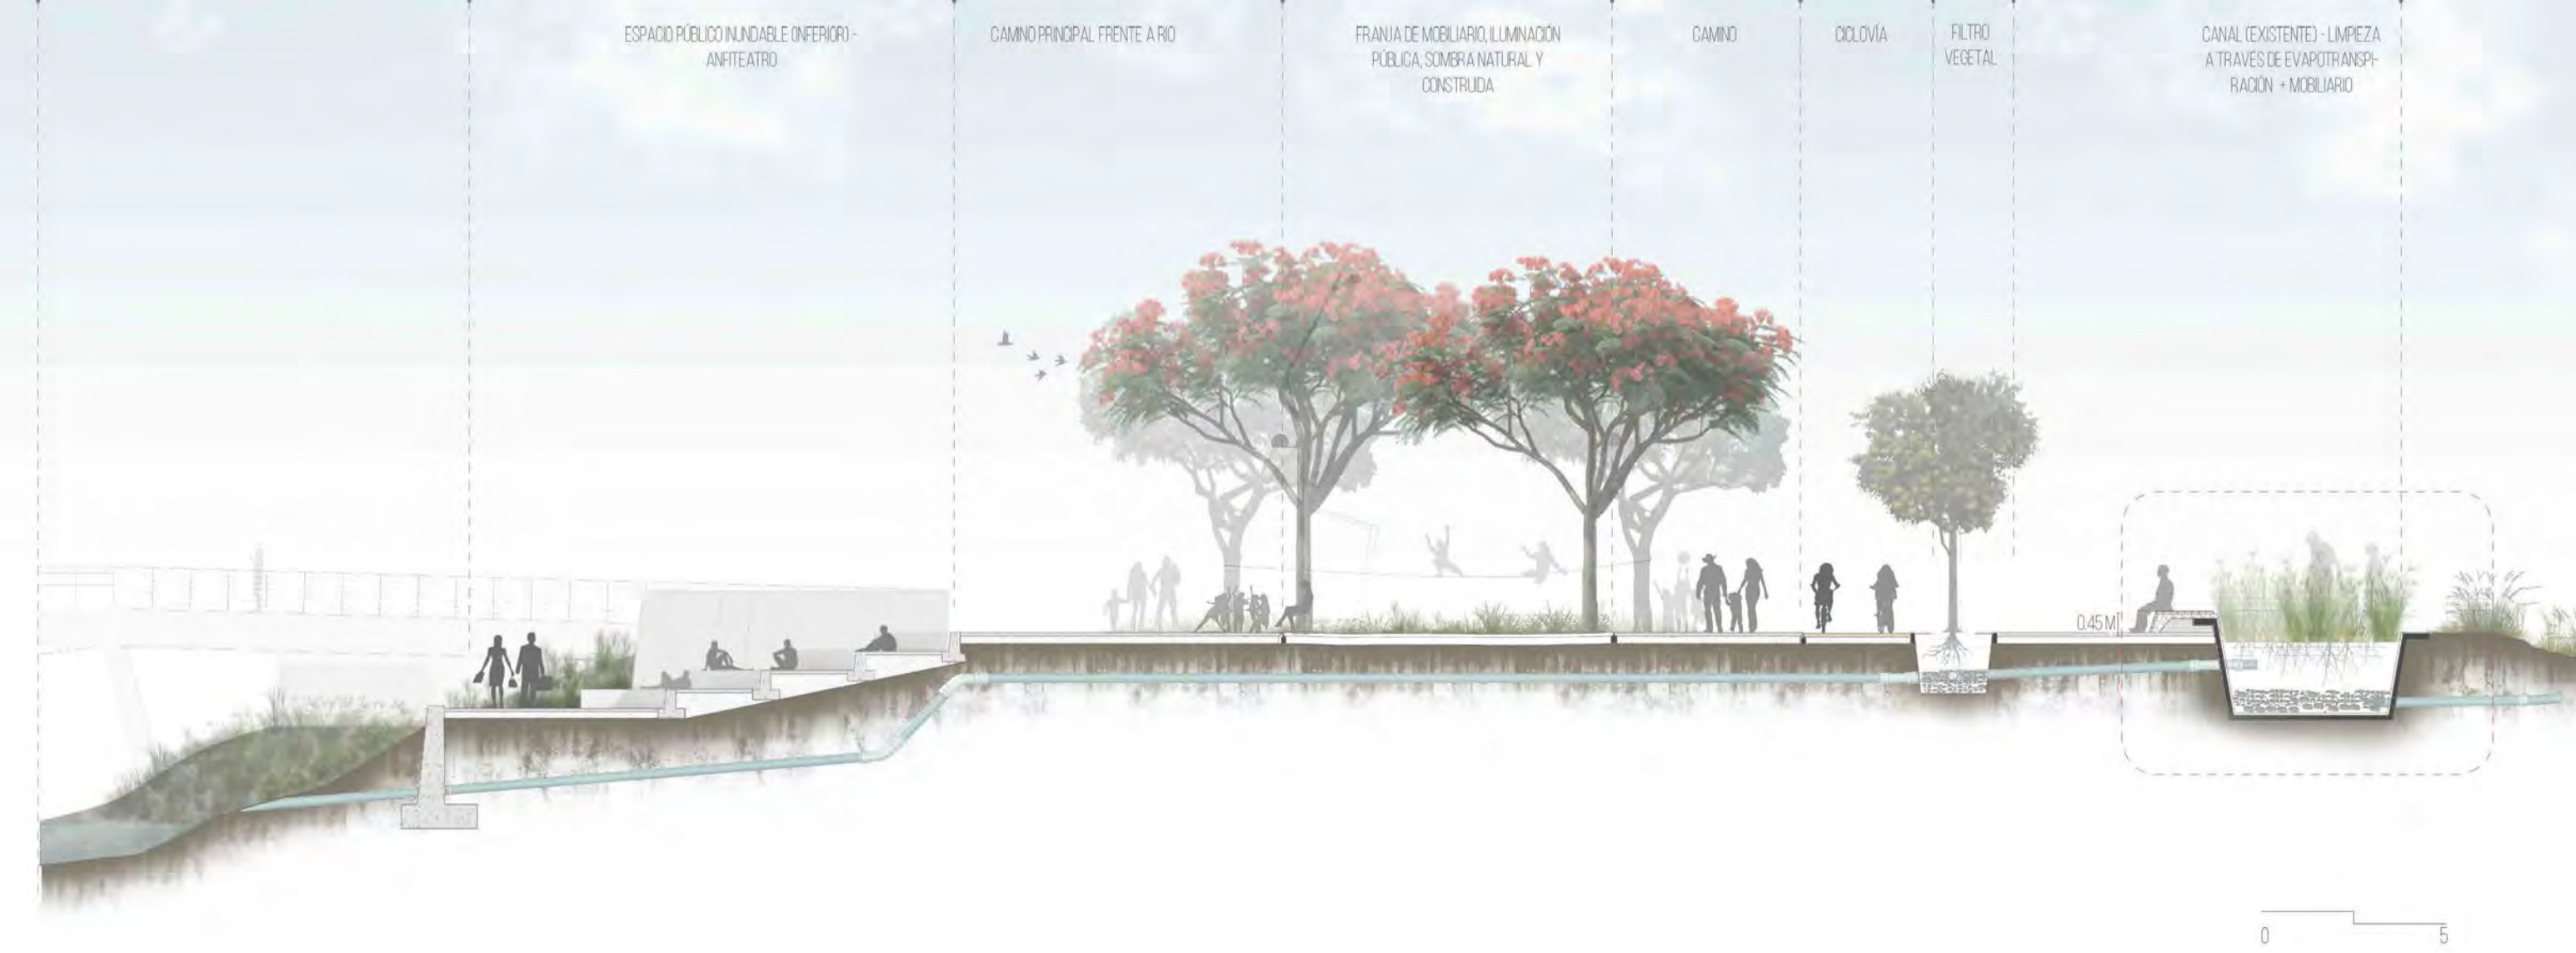 ESPACIO PÚBLICO INUNDABLE (INFERIOR) -
ANFITEATRO
CAMINO PRINCIPAL FRENTE A RIO
FRANJA DE MOBILIARIO, ILUMINACIÓN
PÚBLICA, SOMBRA NATURAL Y
CONSTRUIDA
CAMINO
CICLOVÍA
FILTRO
VEGETAL
CANAL (EXISTENTE) - LIMPIEZA
A TRAVÉS DE EVAPOTRANSPI-
RACIÓN + MOBILIARIO
0.45 M
0
5